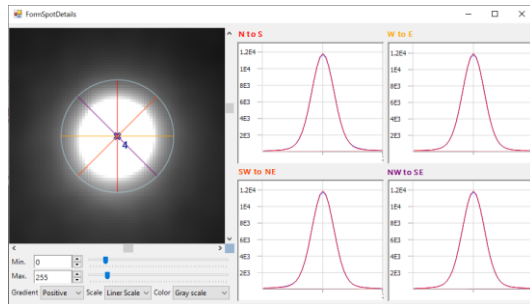 FormSpotDetails
N to S
1.2E4
1E4
8E3
6E3
4E3
2E3
W to E
1.2E4
1E4
8E3
6E3
4E3
2E3
4
SW to NE
1.2E4
1E4
8E3
6E3
4E3
2E3
NW to SE
1.2E4
1E4
8E3
6E3
4E3
2E3
Min. 0
Max. 255
Gradient Positive Scale Liner Scale Color Gray scale